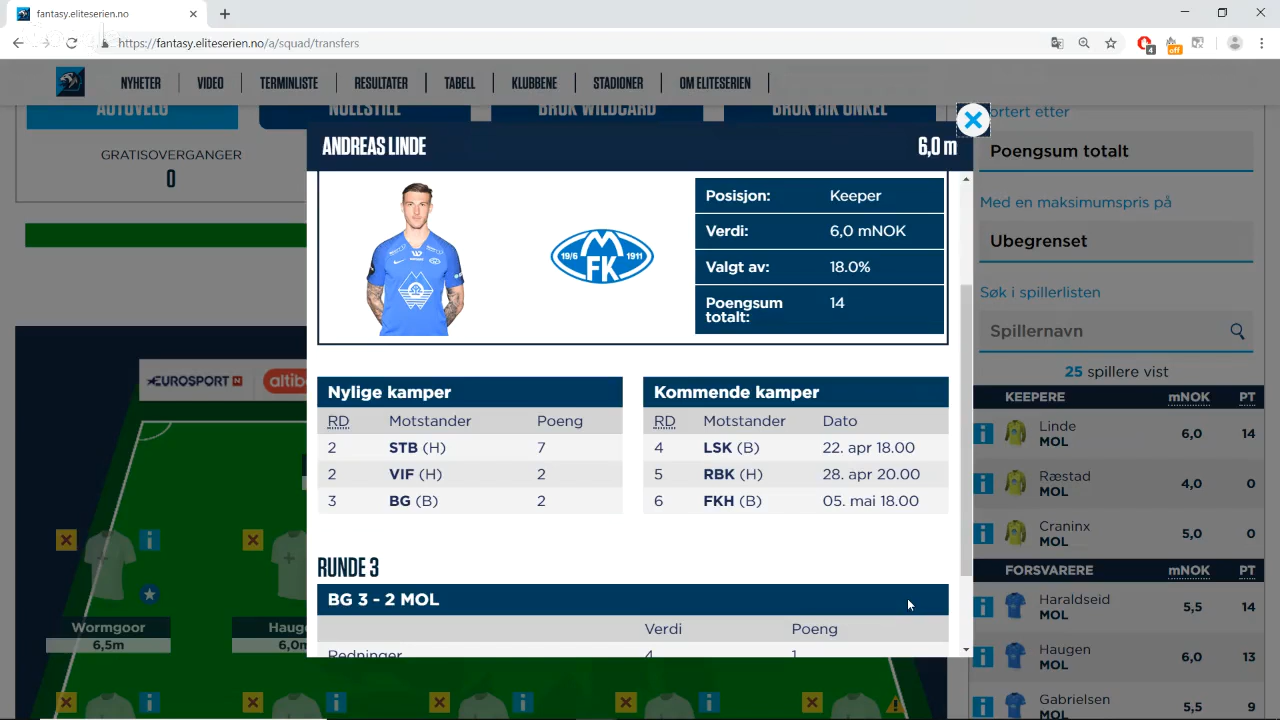 fantasy.eliteserien.no
https://fantasy.eliteserien.no/a/squad/transfers
4
off
NYHETER
VIDEO
TERMINLISTE
RESULTATER
TABELL
KLUBBENE
STADIONER
OM ELITESERIEN
AUTOVELG
NULLSTILL
BRUK WILDCARD
BRUK RIK ONKEL
GRATISOVERGANGER
0
ANDREAS LINDE
6,0 m
19/6
M
FK
1911
Posisjon: Keeper
Verdi: 6,0 mNOK
Valgt av: 18.0%
Poengsum totalt: 14
Nylige kamper
RD Motstander Poeng
2 STB (H) 7
2 VIF (H) 2
3 BG (B) 2
Kommende kamper
RD Motstander Dato
4 LSK (B) 22. apr 18.00
5 RBK (H) 28. apr 20.00
6 FKH (B) 05. mai 18.00
RUNDE 3
BG 3 - 2 MOL
Verdi Poeng
Redninger 4 1
EUROSPORT
Wormgoor
6,5m
Haug
6,0m
ortert etter
Poengsum totalt
Med en maksimumspris på
Ubegrenset
Søk i spillerlisten
Spillernavn
25 spillere vist
KEEPERE mNOK PT
Linde
MOL 6,0 14
Ræstad
MOL 4,0 0
Craninx
MOL 5,0 0
FORSVARERE mNOK PT
Haraldseid
MOL 5,5 14
Haugen
MOL 6,0 13
Gabrielsen
MOL 5,5 9